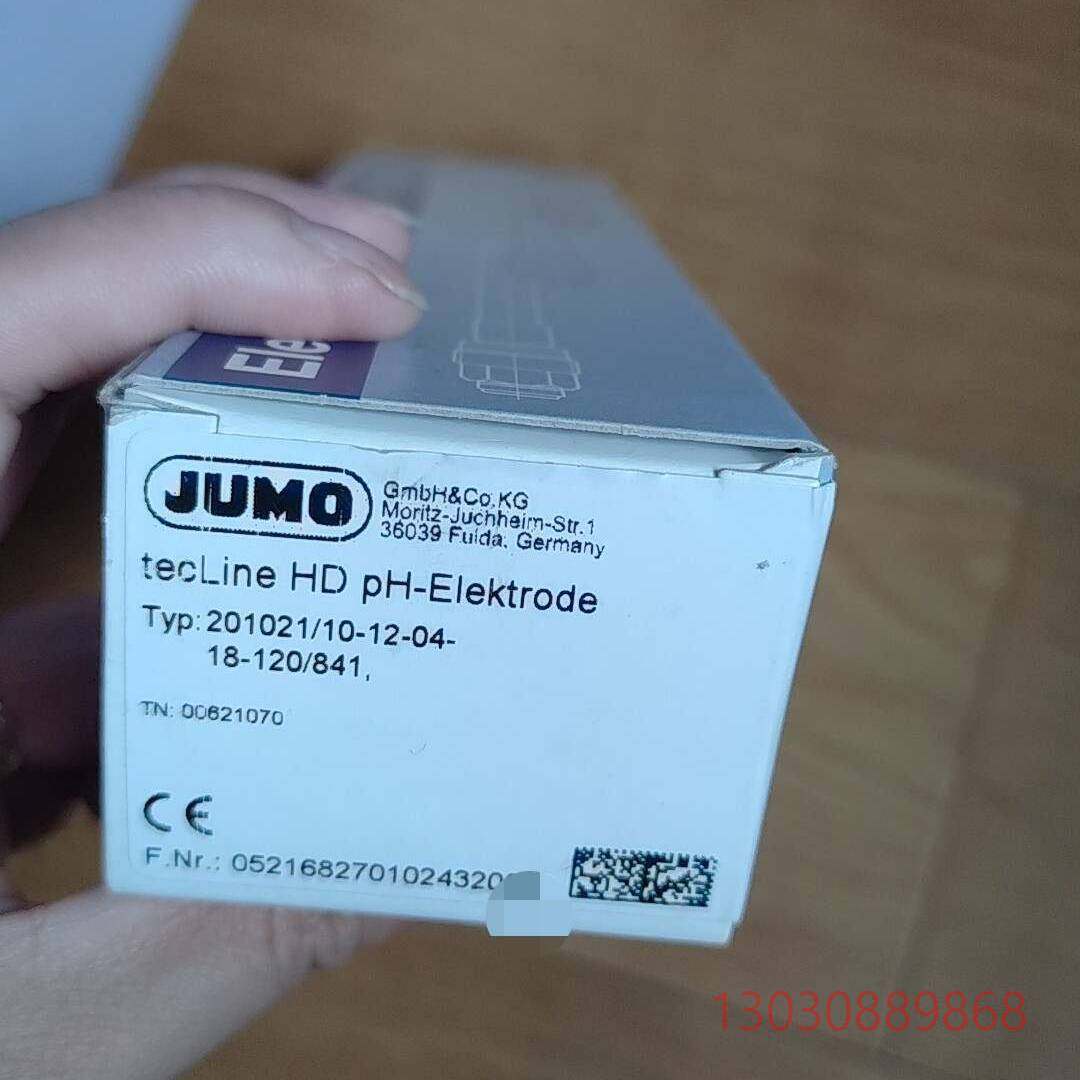 Ele
JUMO
GmbH&Co.KG
Moritz-Juchheim-Str.1
36039 Fulda, Germany
tecLine HD pH-Elektrode
Typ: 201021/10-12-04-
18-120/841,
TN: 00621070
CE
F.Nr.: 0521682701024320
13030889868